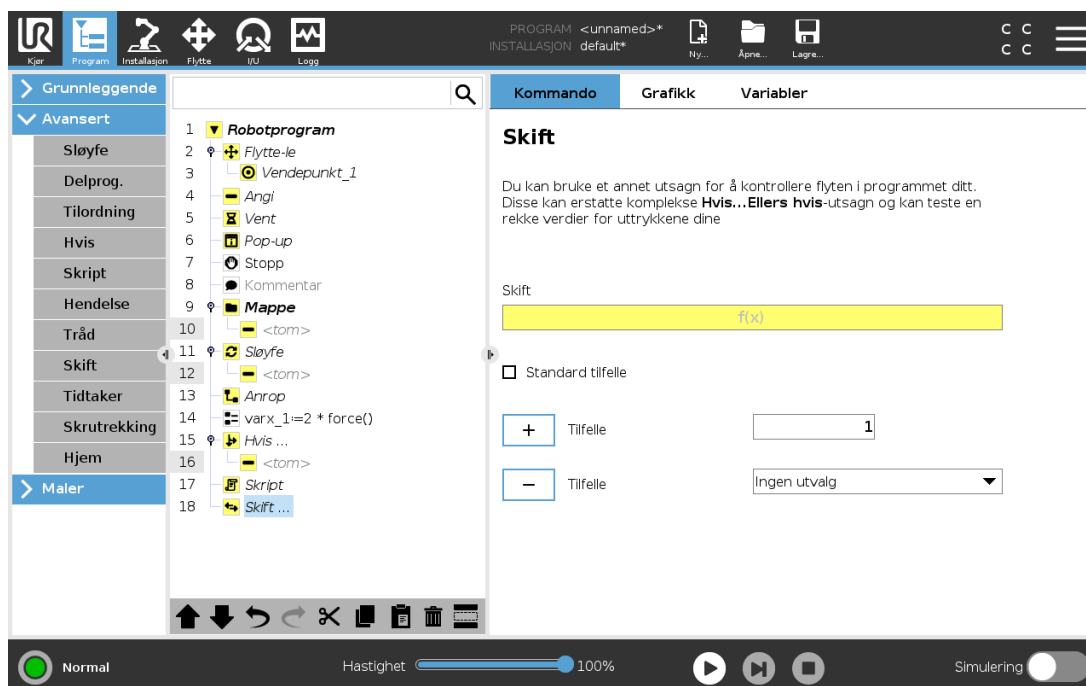 PROGRAM <unnamed>*
INSTALLASJON default*
UR
Kjør
Program
Installasjon
Flytte
I/U
Logg
Ny...
Åpne...
Lagre...
C C
C C
Grunnleggende
Avansert
Sløyfe
Delprog.
Tilordning
Hvis
Skript
Hendelse
Tråd
Skift
Tidtaker
Skrutrekking
Hjem
Maler
1 Robotprogram
2 Flytte-le
3 Vendepunkt_1
4 Angi
5 Vent
6 Pop-up
7 Stopp
8 Kommentar
9 Mappe
10 <tom>
11 Sløyfe
12 <tom>
13 Anrop
14 varx_1≔2 * force()
15 Hvis ...
16 <tom>
17 Skript
18 Skift ...
Kommando
Grafikk
Variabler
Skift
Du kan bruke et annet utsagn for å kontrollere flyten i programmet ditt.
Disse kan erstatte komplekse Hvis...Ellers hvis-utsagn og kan teste en
rekke verdier for uttrykkene dine
Skift
f(x)
Standard tilfelle
+ Tilfelle 1
− Tilfelle Ingen utvalg
Normal
Hastighet 100%
Simulering